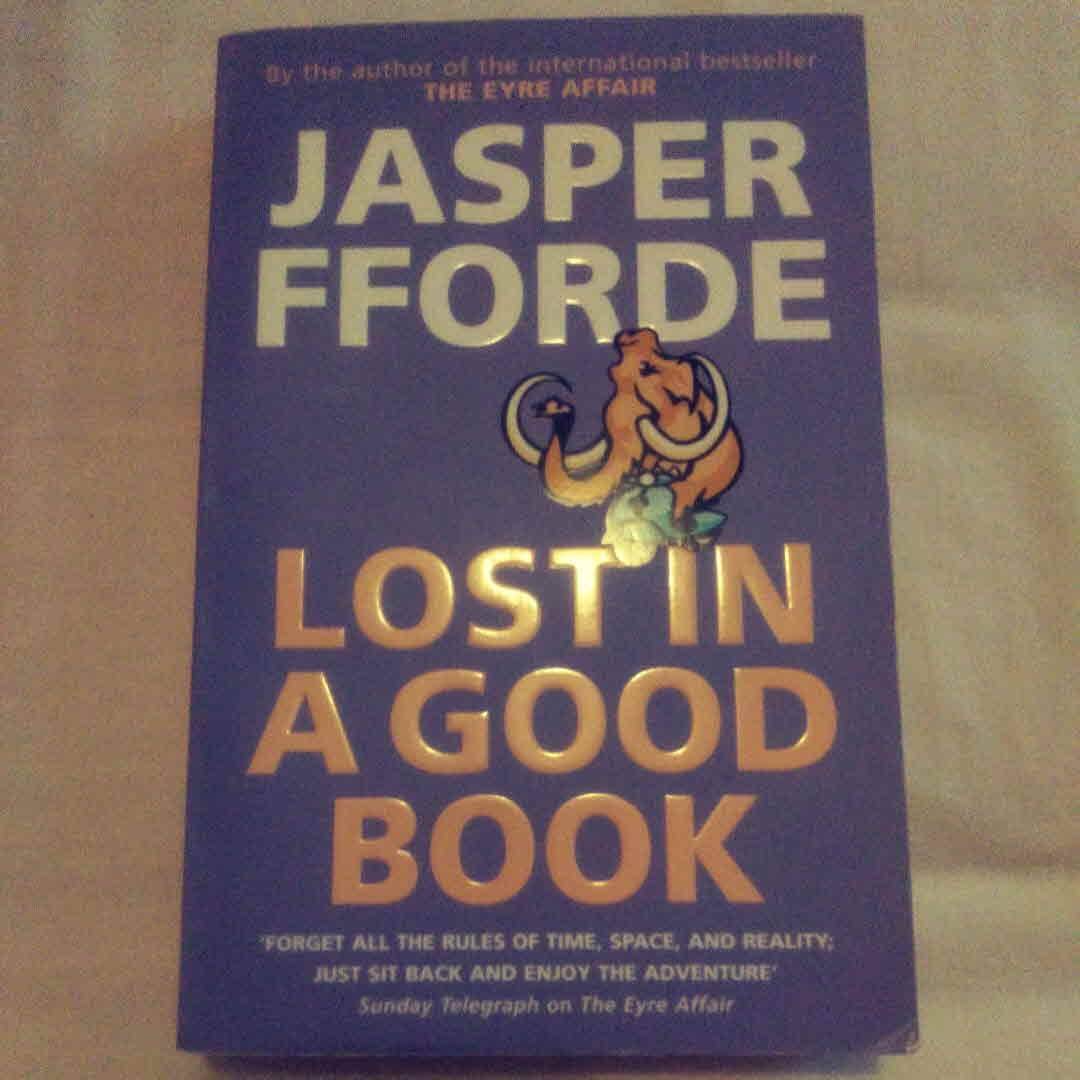 By the author of the international bestseller
THE EYRE AFFAIR
JASPER
FFORDE
LOST IN
A GOOD
BOOK
'FORGET ALL THE RULES OF TIME, SPACE, AND REALITY;
JUST SIT BACK AND ENJOY THE ADVENTURE'
Sunday Telegraph on The Eyre Affair